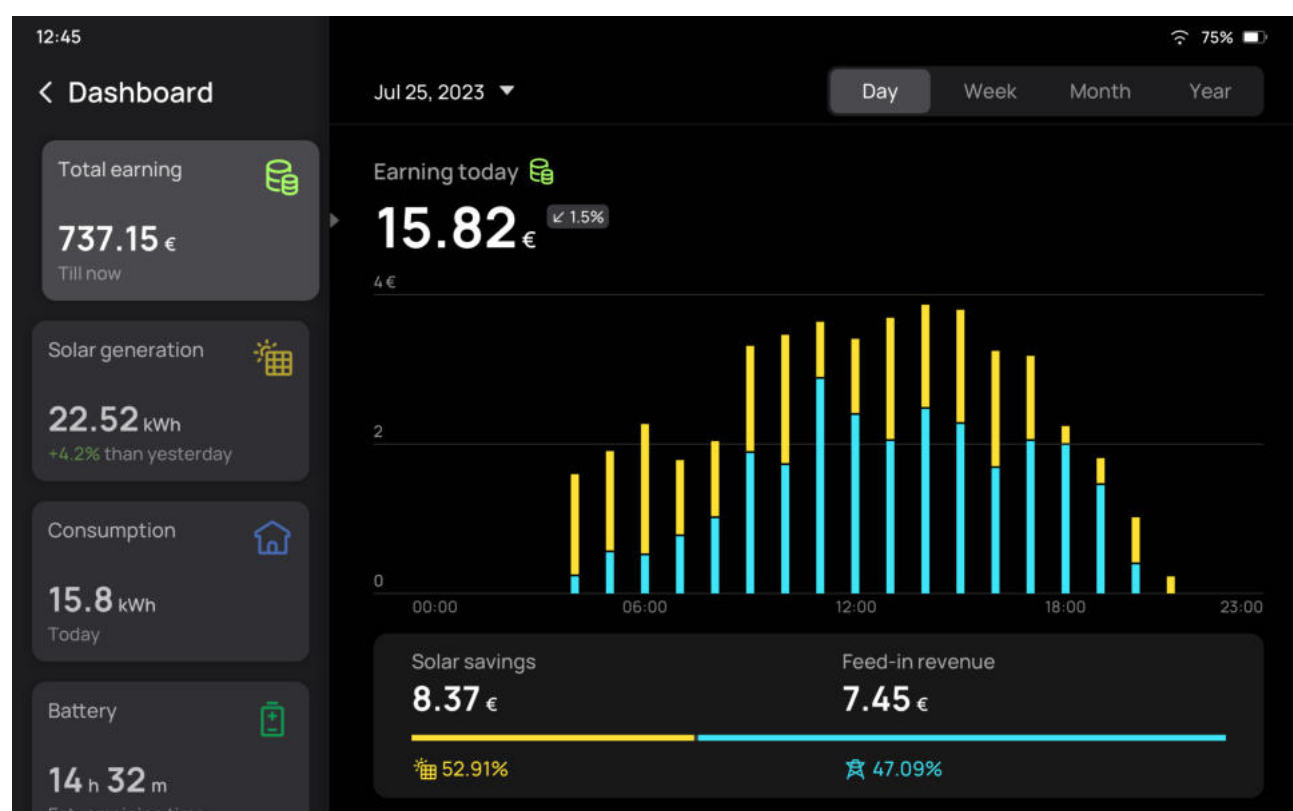 12:45
75%
Dashboard
Jul 25, 2023
Day Week Month Year
Total earning
737.15 €
Till now
Solar generation
22.52 kWh
+4.2% than yesterday
Consumption
15.8 kWh
Today
Battery
14 h 32 m
Earning today
15.82 €
1.5%
4 €
2
0
00:00 06:00 12:00 18:00 23:00
Solar savings
8.37 €
52.91%
Feed-in revenue
7.45 €
47.09%